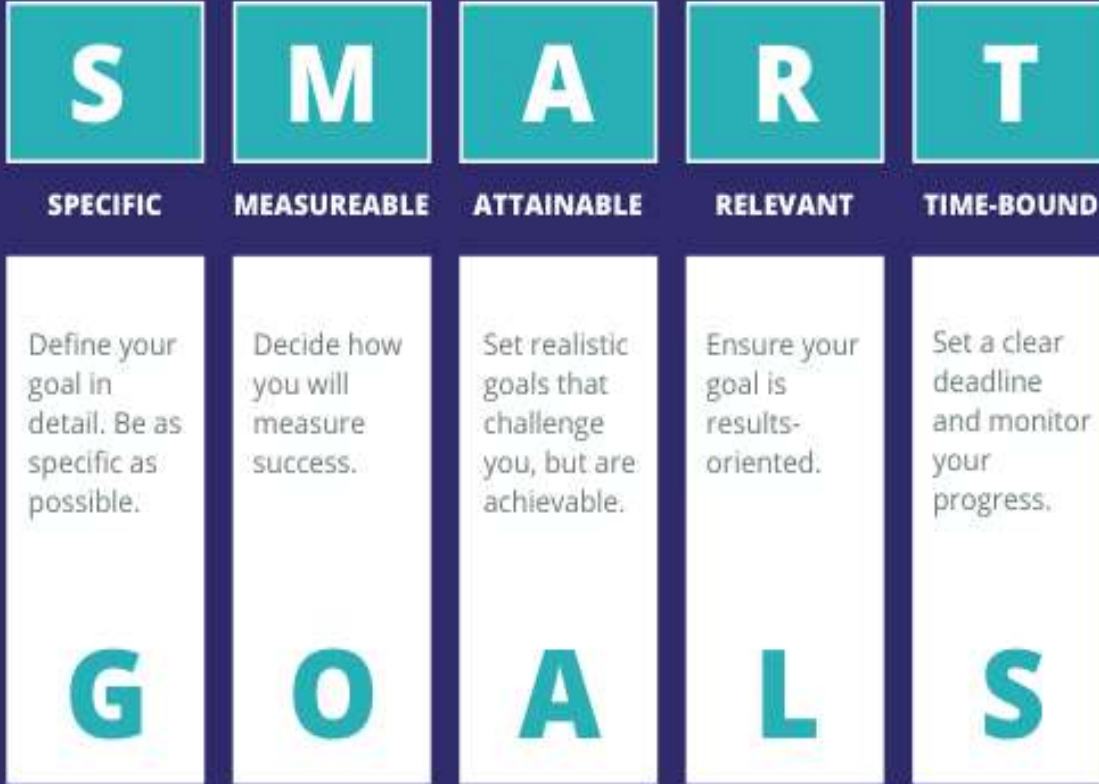 S
SPECIFIC
Define your
goal in
detail. Be as
specific as
possible.
G
M
MEASUREABLE
Decide how
you will
measure
success.
O
A
ATTAINABLE
Set realistic
goals that
challenge
you, but are
achievable.
A
R
RELEVANT
Ensure your
goal is
results-
oriented.
L
T
TIME-BOUND
Set a clear
deadline
and monitor
your
progress.
S